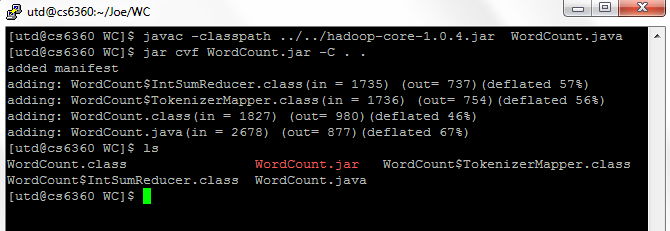 utd@cs6360:~/Joe/WC
[utd@cs6360 WC]$ javac -classpath ../../hadoop-core-1.0.4.jar  WordCount.java
[utd@cs6360 WC]$ jar cvf WordCount.jar -C . .
added manifest
adding: WordCount$IntSumReducer.class(in = 1735) (out= 737)(deflated 57%)
adding: WordCount$TokenizerMapper.class(in = 1736) (out= 754)(deflated 56%)
adding: WordCount.class(in = 1827) (out= 980)(deflated 46%)
adding: WordCount.java(in = 2678) (out= 877)(deflated 67%)
[utd@cs6360 WC]$ ls
WordCount.class                WordCount.jar   WordCount$TokenizerMapper.class
WordCount$IntSumReducer.class  WordCount.java
[utd@cs6360 WC]$